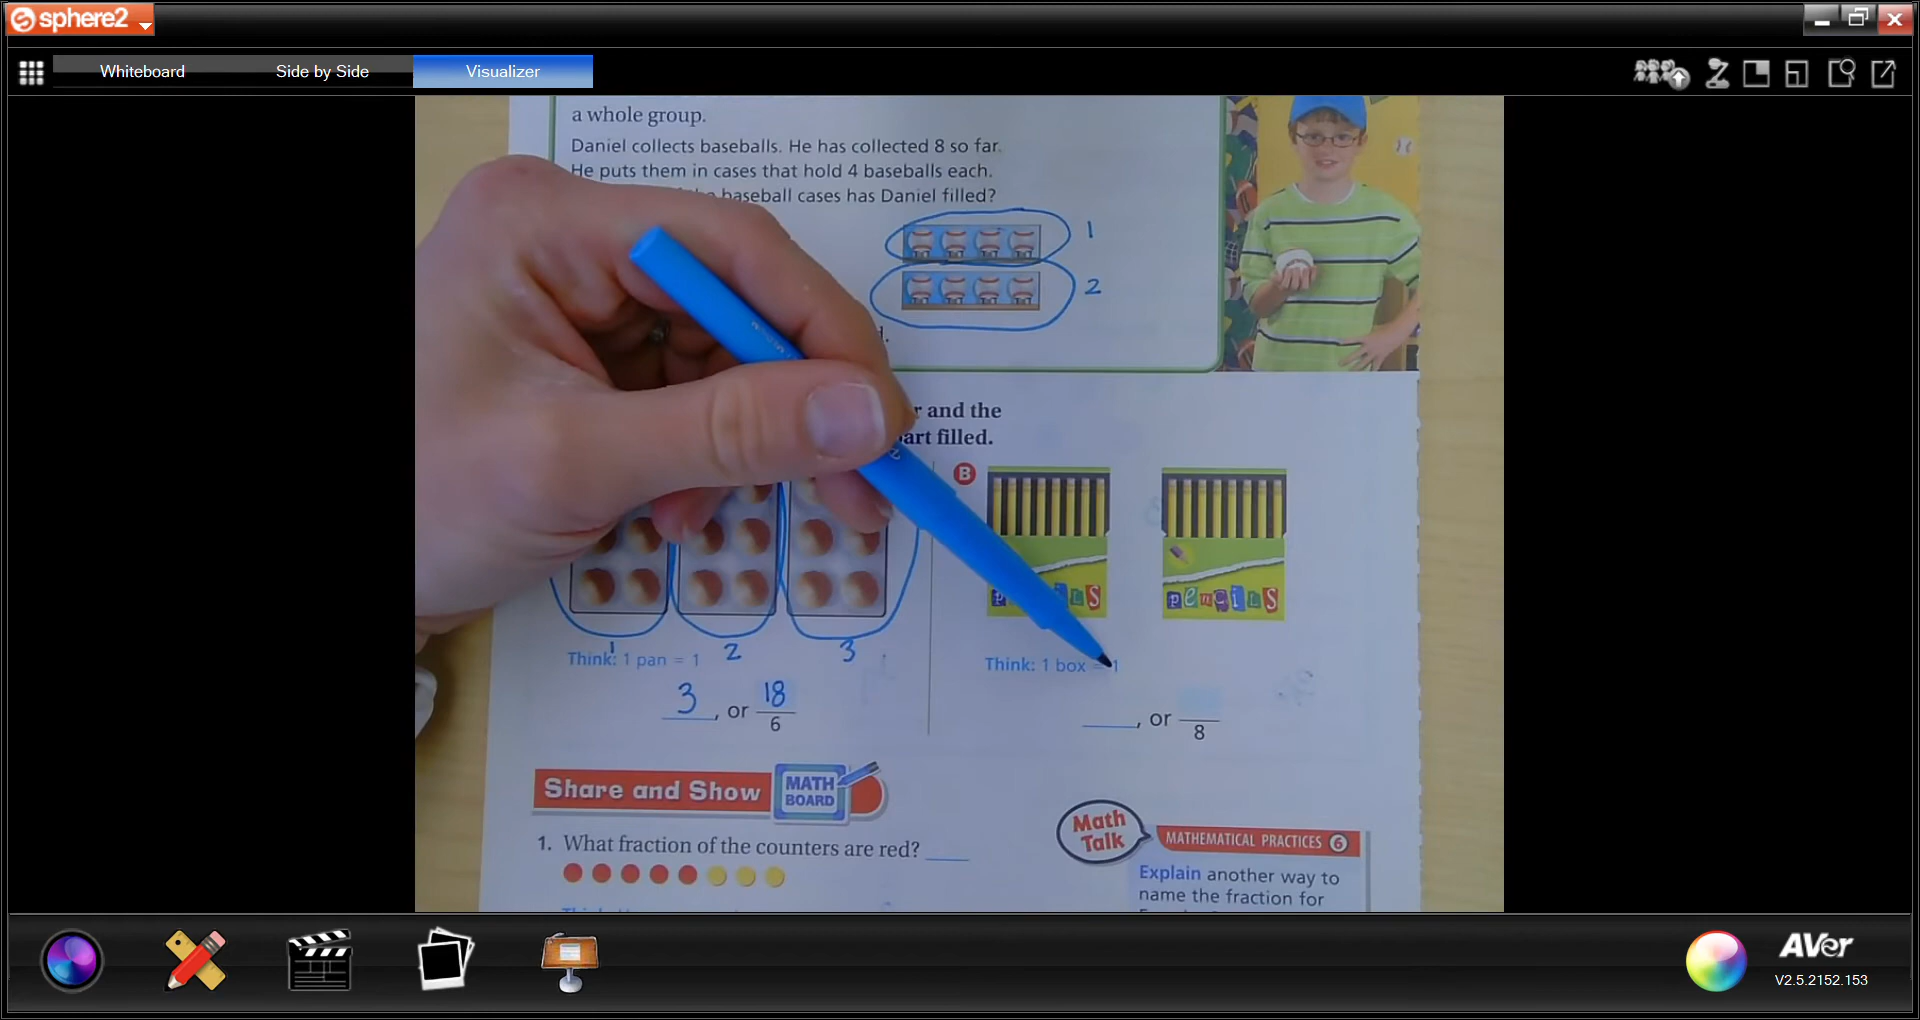 sphere2
Whiteboard
Side by Side
Visualizer
a whole group.
Daniel collects baseballs. He has collected 8 so far.
He puts them in cases that hold 4 baseballs each.
baseball cases has Daniel filled?
1
2
and the
part filled.
B
pencils
1 2 3
Think: 1 pan = 1
3, or 18
6
Think: 1 box = 1
, or
8
Share and Show
MATH
BOARD
1. What fraction of the counters are red?
Math
Talk
MATHEMATICAL PRACTICES 6
Explain another way to
name the fraction for
AVer
V2.5.2152.153